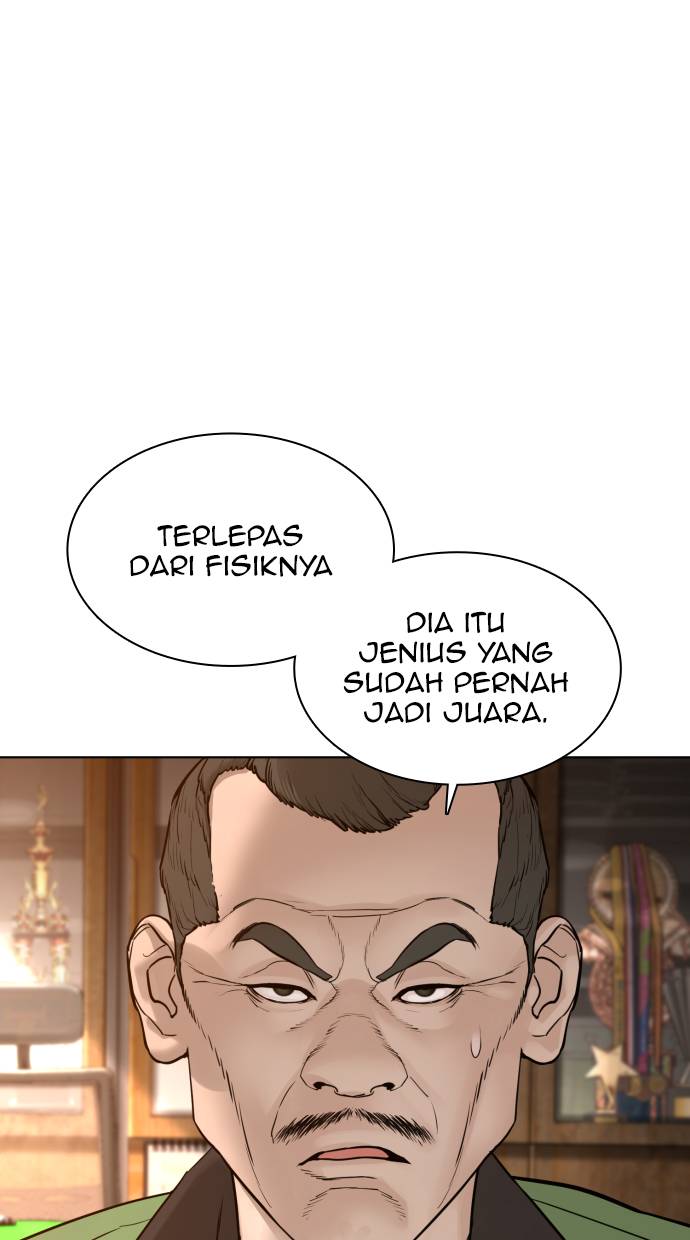 TERLEPAS
DARI FISIKNYA
DIA ITU
JENIUS YANG
SUDAH PERNAH
JADI JUARA.